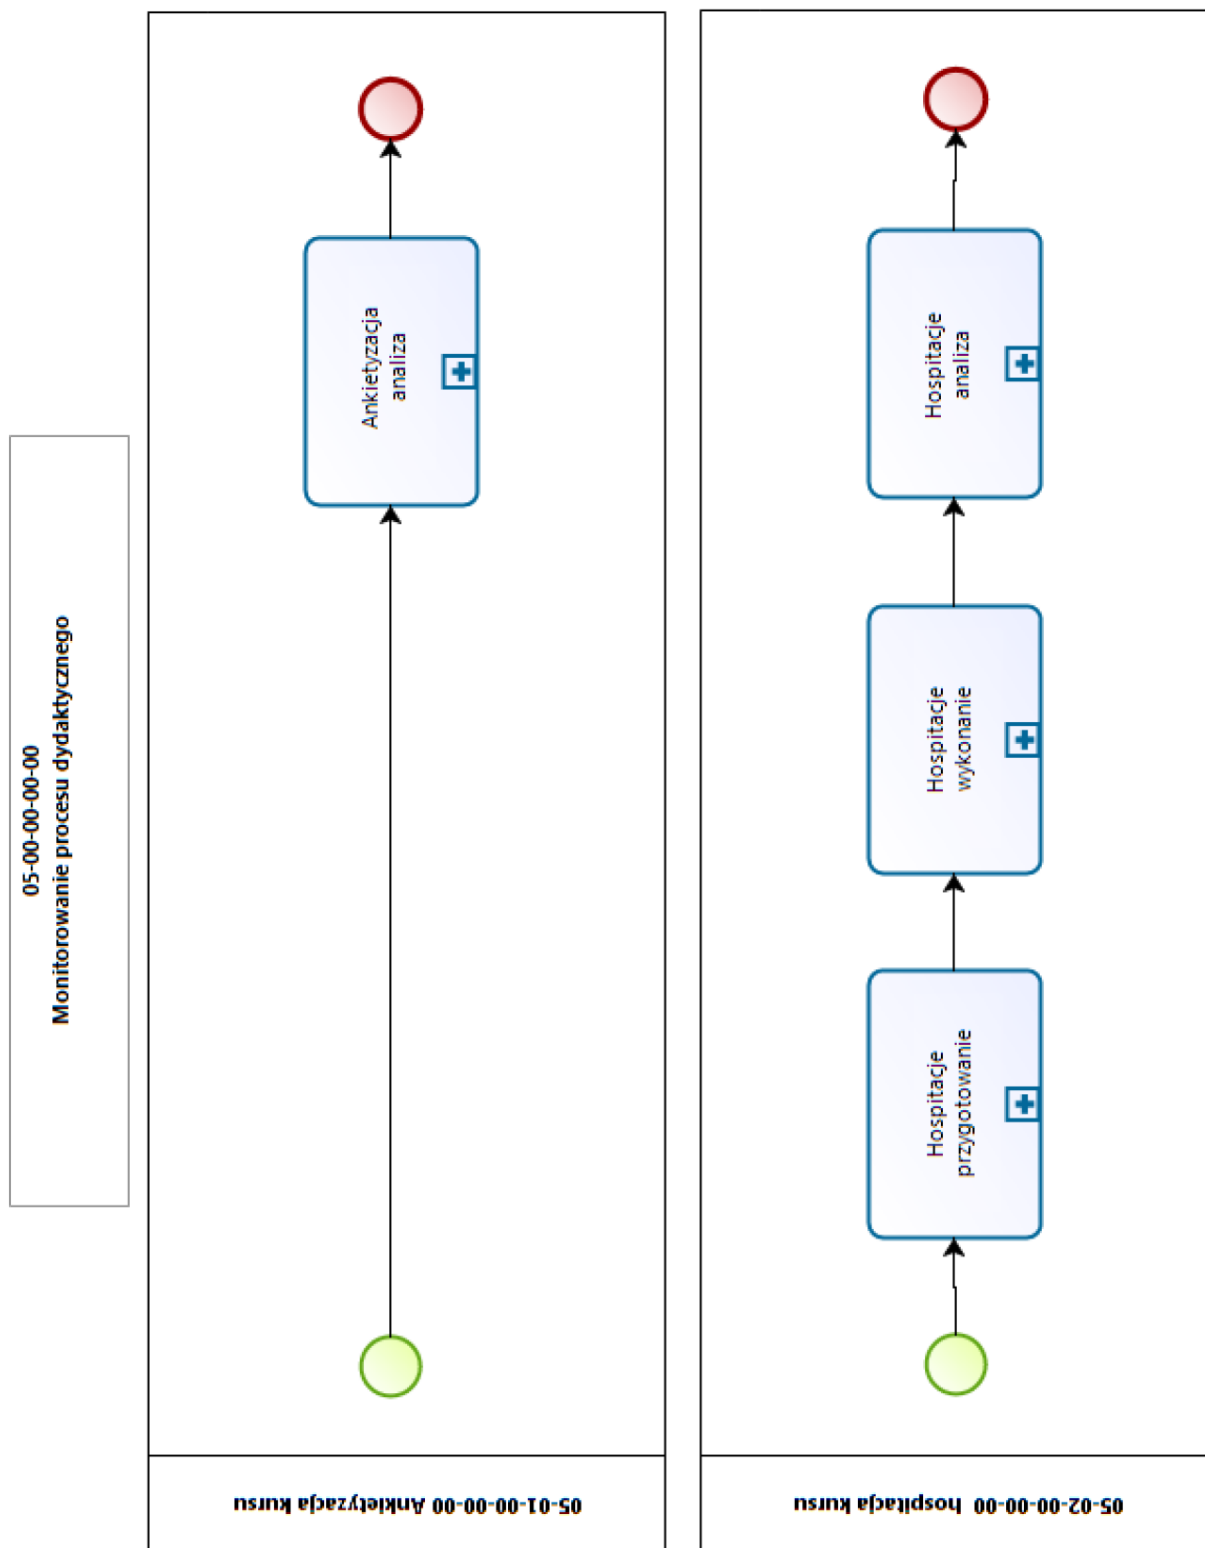 05-00-00-00-00
Monitorowanie procesu dydaktycznego
05-01-00-00-00 Ankietyzacja kursu
Ankietyzacja
analiza
05-02-00-00-00 hospitacja kursu
Hospitacje
przygotowanie
Hospitacje
wykonanie
Hospitacje
analiza